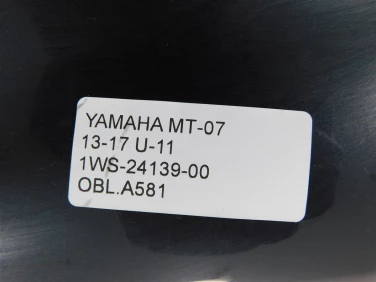 YAMAHA MT-07
13-17 U-11
1WS-24139-00
OBL.A581